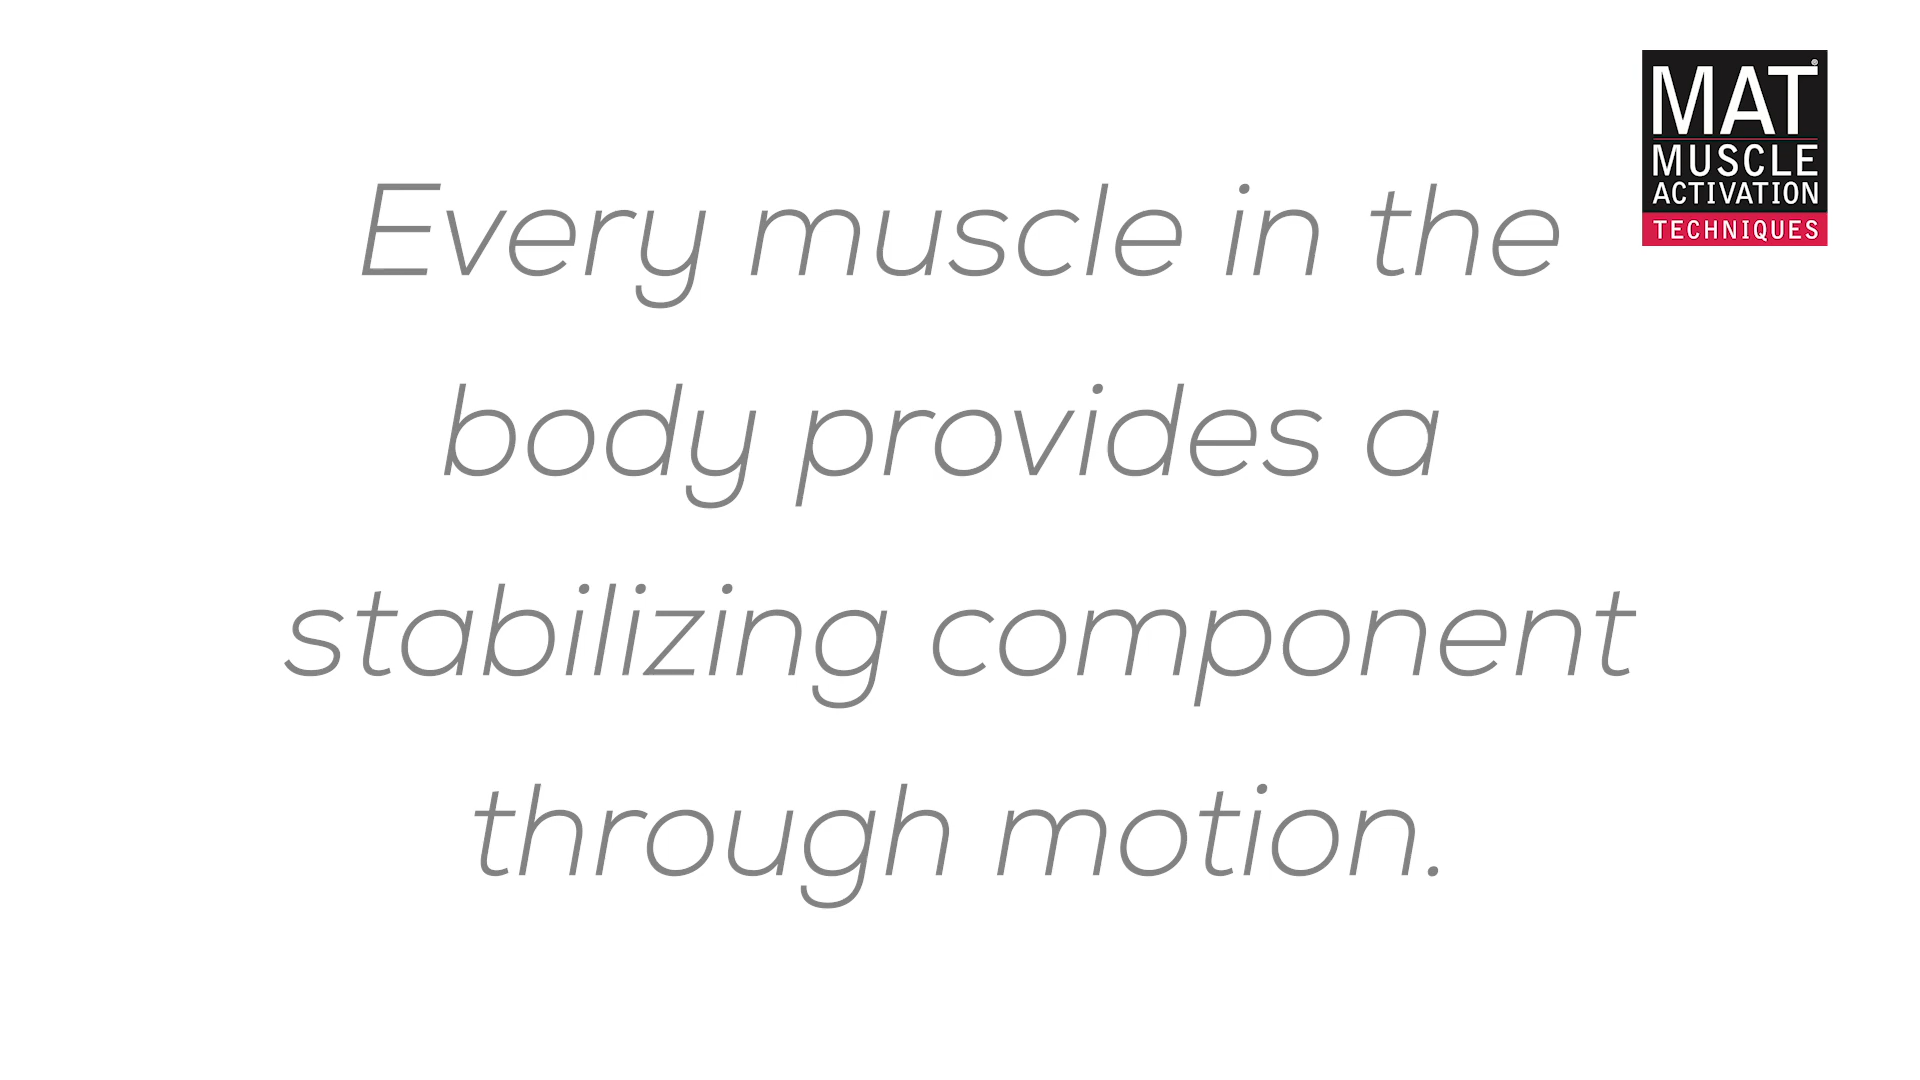 MAT®
MUSCLE
ACTIVATION
TECHNIQUES
Every muscle in the
body provides a
stabilizing component
through motion.